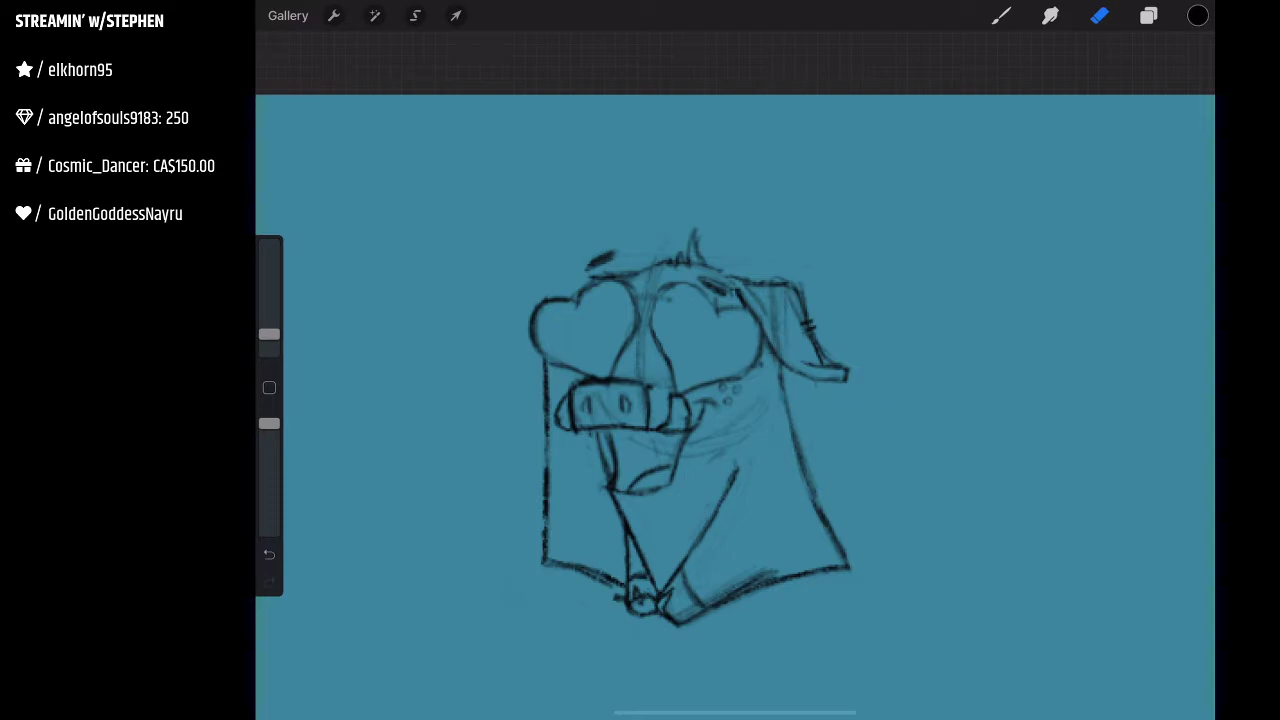 STREAMIN' w/STEPHEN
Gallery
/ elkhorn95
/ angelofsouls9183: 250
/ Cosmic_Dancer: CA$150.00
/ GoldenGoddessNayru